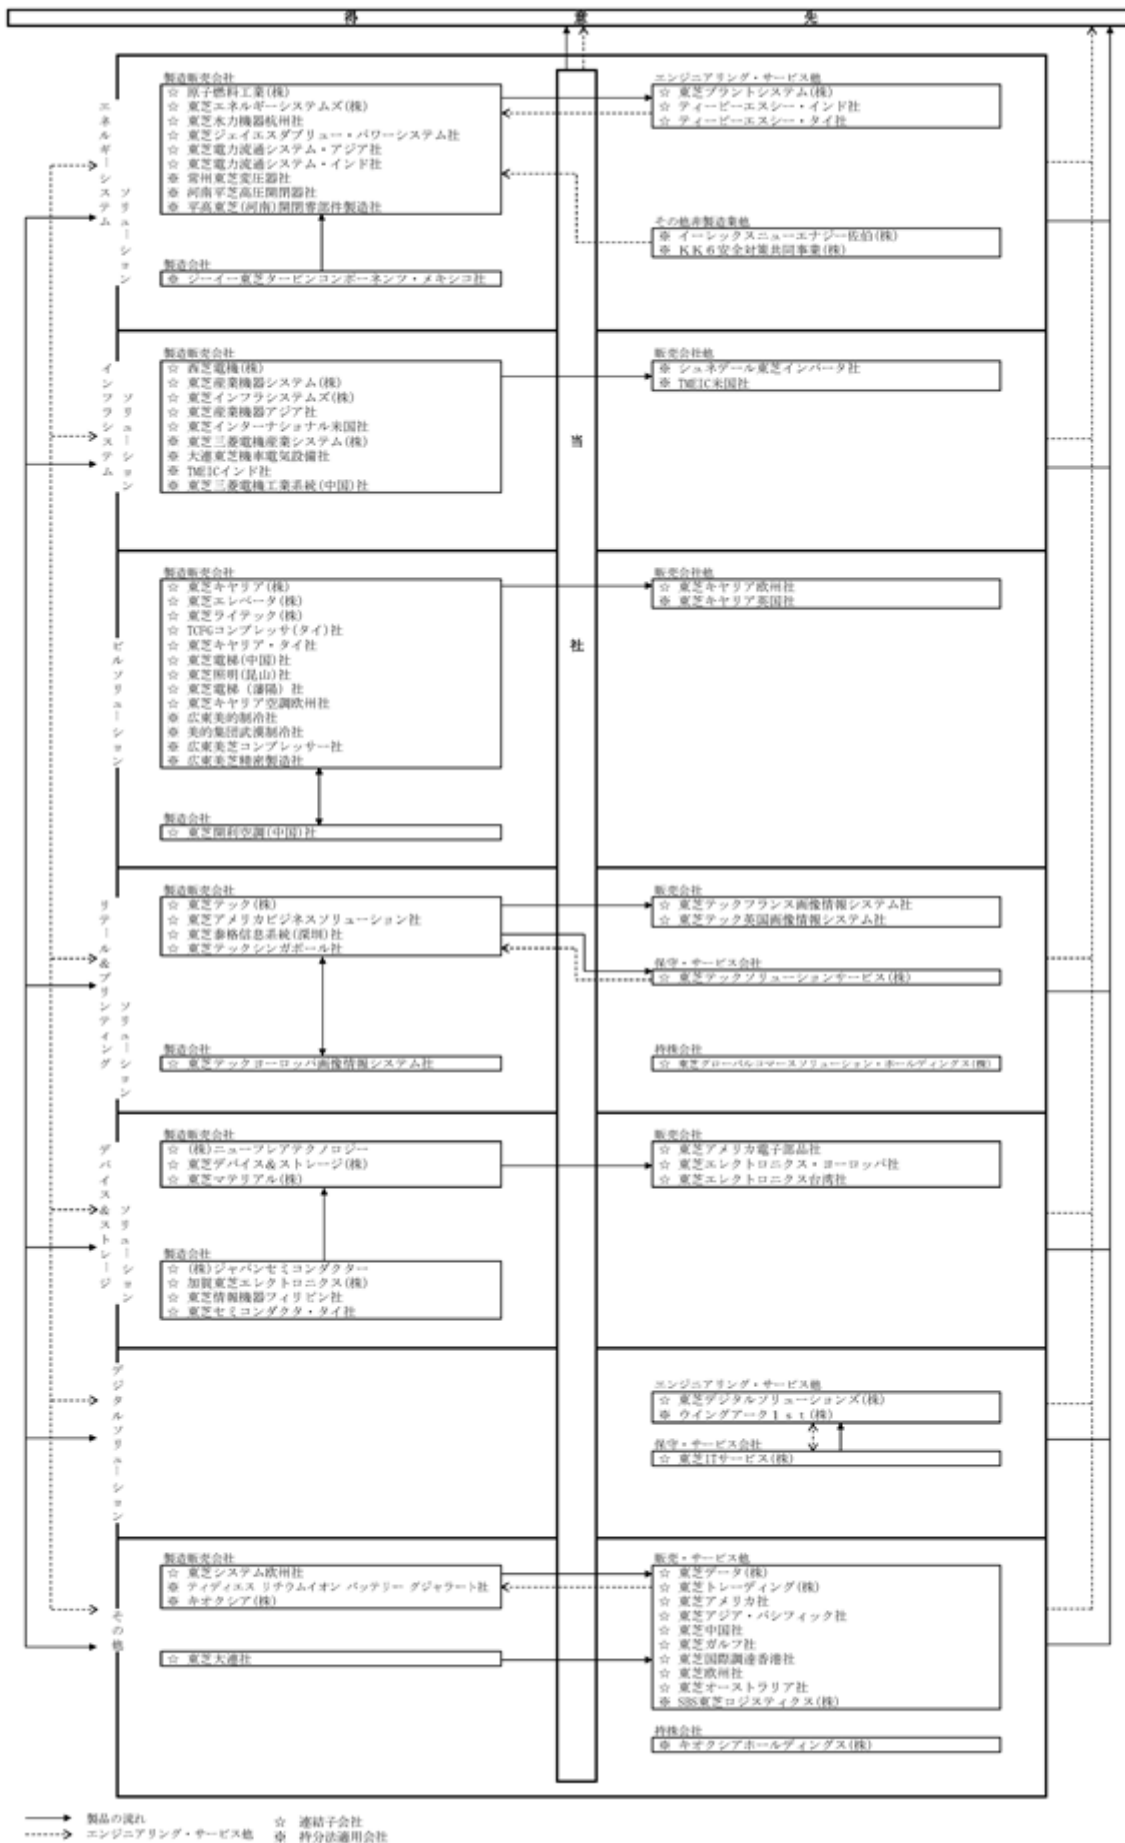 得 意 先
エネルギーシステム
ソリューション
製造販売会社
☆ 原子燃料工業(株)
☆ 東芝エネルギーシステムズ(株)
☆ 東芝水力機器杭州社
☆ 東芝ジェイエスダブリュー・パワーシステム社
☆ 東芝電力流通システム・アジア社
☆ 東芝電力流通システム・インド社
※ 常州東芝変圧器社
※ 河南平芝高圧開閉器社
※ 平高東芝(河南)開閉零部件製造社
製造会社
※ ジーイー東芝タービンコンポーネンツ・メキシコ社
エンジニアリング・サービス他
☆ 東芝プラントシステム(株)
☆ ティーピーエスシー・インド社
☆ ティーピーエスシー・タイ社
その他非製造業他
※ イーシックスニューエナジー佐伯(株)
※ KK6安全対策共同事業(株)
インフラシステム
ソリューション
製造販売会社
☆ 西芝電機(株)
☆ 東芝産業機器システム(株)
☆ 東芝インフラシステムズ(株)
☆ 東芝産業機器アジア社
☆ 東芝インターナショナル米国社
※ 東芝三菱電機産業システム(株)
※ 大連東芝機車電気設備社
※ TMEICインド社
※ 東芝三菱電機工業系統(中国)社
販売会社他
※ シュネデール東芝インバータ社
※ TMEIC米国社
当
社
ビルソリューション
製造販売会社
☆ 東芝キヤリア(株)
☆ 東芝エレベータ(株)
☆ 東芝ライテック(株)
☆ TCFGコンプレッサ(タイ)社
☆ 東芝キヤリア・タイ社
☆ 東芝電梯(中国)社
☆ 東芝照明(昆山)社
☆ 東芝電梯（瀋陽）社
☆ 東芝キヤリア空調欧州社
※ 広東美的制冷社
※ 美的集団武漢制冷社
※ 広東美芝コンプレッサー社
※ 広東美芝精密製造社
製造会社
☆ 東芝開利空調(中国)社
販売会社他
☆ 東芝キヤリア欧州社
※ 東芝キヤリア英国社
リテール&プリンティング
ソリューション
製造販売会社
☆ 東芝テック(株)
☆ 東芝アメリカビジネスソリューション社
☆ 東芝泰格信息系統(深圳)社
☆ 東芝テックシンガポール社
製造会社
☆ 東芝テックヨーロッパ画像情報システム社
販売会社
☆ 東芝テックフランス画像情報システム社
☆ 東芝テック英国画像情報システム社
保守・サービス会社
☆ 東芝テックソリューションサービス(株)
持株会社
☆ 東芝グローバルコマースソリューション・ホールディングス(株)
デバイス&ストレージ
ソリューション
製造販売会社
☆ (株)ニューフレアテクノロジー
☆ 東芝デバイス&ストレージ(株)
☆ 東芝マテリアル(株)
製造会社
☆ (株)ジャパンセミコンダクター
☆ 加賀東芝エレクトロニクス(株)
☆ 東芝情報機器フィリピン社
☆ 東芝セミコンダクタ・タイ社
販売会社
☆ 東芝アメリカ電子部品社
☆ 東芝エレクトロニクス・ヨーロッパ社
☆ 東芝エレクトロニクス台湾社
デジタルソリューション
エンジニアリング・サービス他
☆ 東芝デジタルソリューションズ(株)
※ ウイングアーク1st(株)
保守・サービス会社
☆ 東芝ITサービス(株)
その他
製造販売会社
☆ 東芝システム欧州社
※ ティディエス リチウムイオン バッテリー グジャラート社
※ キオクシア(株)
☆ 東芝大連社
販売・サービス他
☆ 東芝データ(株)
☆ 東芝トレーディング(株)
☆ 東芝アメリカ社
☆ 東芝アジア・パシフィック社
☆ 東芝中国社
☆ 東芝ガルフ社
☆ 東芝国際調達香港社
☆ 東芝欧州社
☆ 東芝オーストラリア社
※ SBS東芝ロジスティクス(株)
持株会社
※ キオクシアホールディングス(株)
製品の流れ
エンジニアリング・サービス他
☆ 連結子会社
※ 持分法適用会社